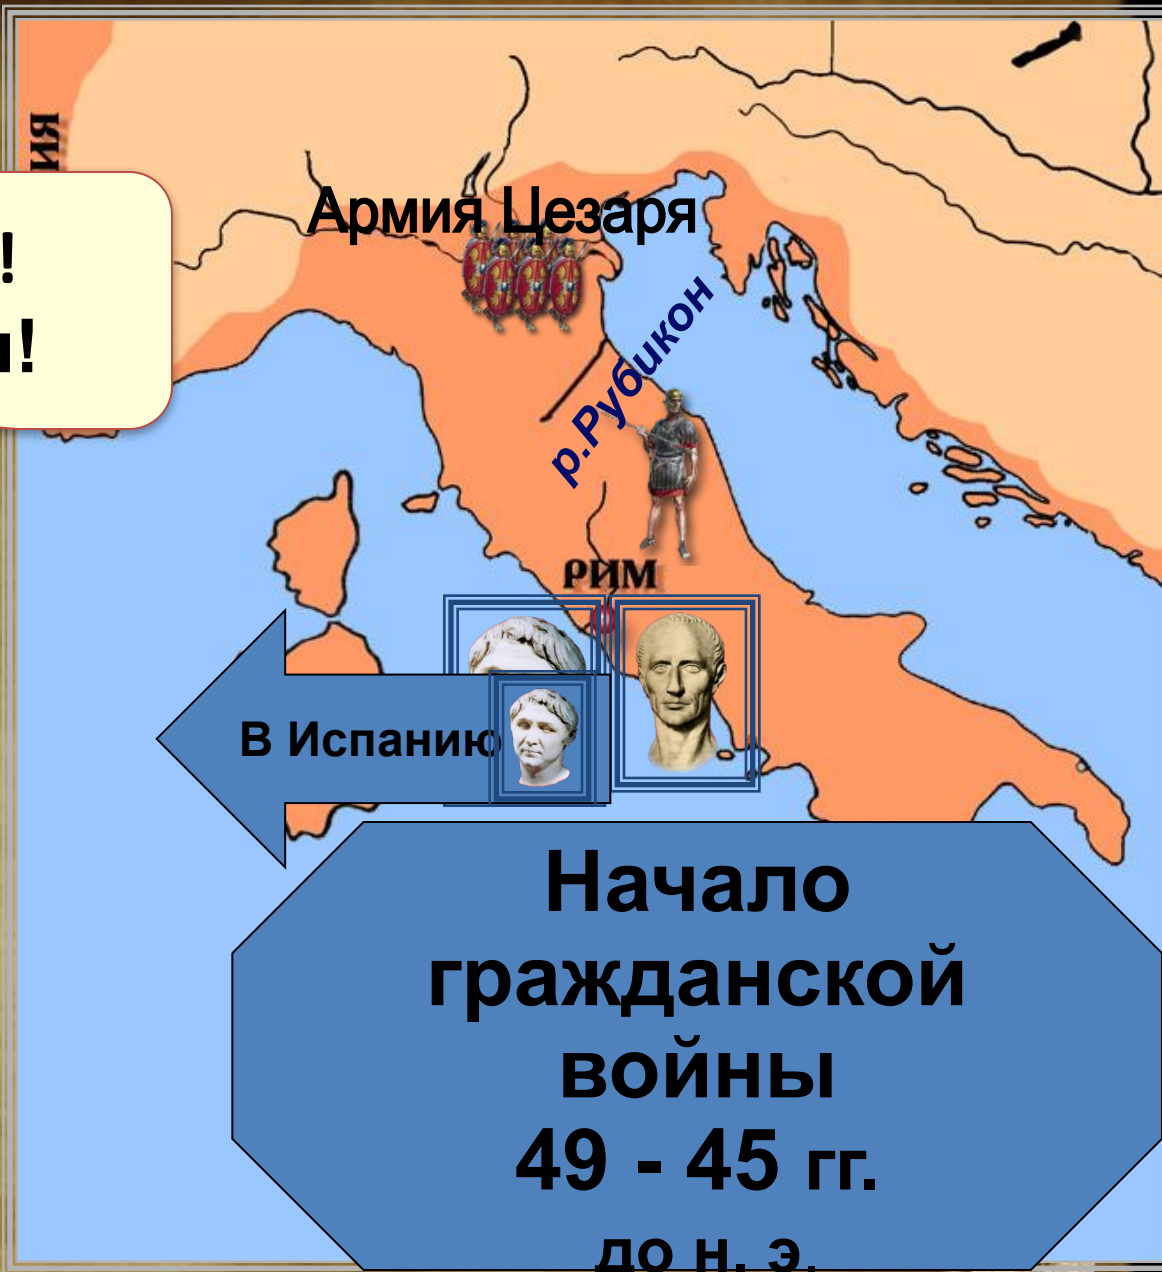 Армия Цезаря
р.Рубикон
РИМ
В Испанию
Начало
гражданской
войны
49 - 45 гг.
до н. э.